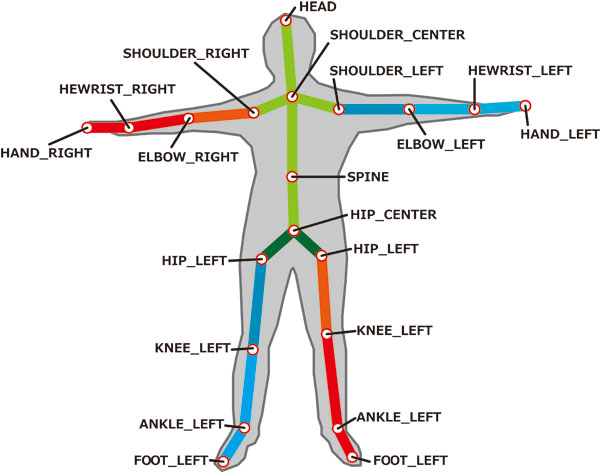 HEAD
SHOULDER_CENTER
SHOULDER_RIGHT
SHOULDER_LEFT
HEWRIST_LEFT
HEWRIST_RIGHT
HAND_LEFT
HAND_RIGHT
ELBOW_RIGHT
ELBOW_LEFT
SPINE
HIP_CENTER
HIP_LEFT
HIP_LEFT
KNEE_LEFT
KNEE_LEFT
ANKLE_LEFT
ANKLE_LEFT
FOOT_LEFT
FOOT_LEFT